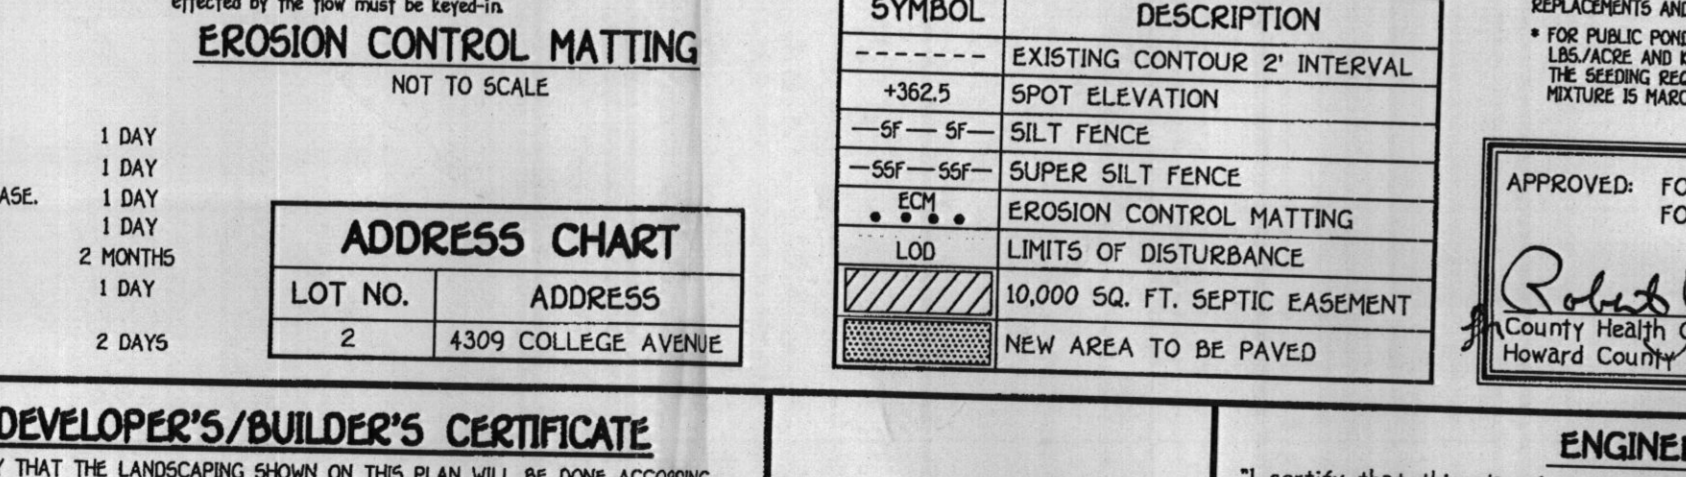 effected by the flow must be keyed-in
EROSION CONTROL MATTING
NOT TO SCALE
1 DAY
1 DAY
ASE. 1 DAY
1 DAY
2 MONTHS
1 DAY
2 DAYS
ADDRESS CHART
LOT NO. ADDRESS
2 4309 COLLEGE AVENUE
SYMBOL DESCRIPTION
EXISTING CONTOUR 2' INTERVAL
+362.5 SPOT ELEVATION
—SF— SF— SILT FENCE
—SSF—SSF— SUPER SILT FENCE
ECM EROSION CONTROL MATTING
LOD LIMITS OF DISTURBANCE
10,000 SQ. FT. SEPTIC EASEMENT
NEW AREA TO BE PAVED
REPLACEMENTS AND
* FOR PUBLIC POND
LBS./ACRE AND K
THE SEEDING REC
MIXTURE IS MARC
APPROVED: FO
FO
Robert
County Health
Howard County
DEVELOPER'S/BUILDER'S CERTIFICATE
THAT THE LANDSCAPING SHOWN ON THIS PLAN WILL BE DONE ACCORDING
ENGINE
"I certify that this